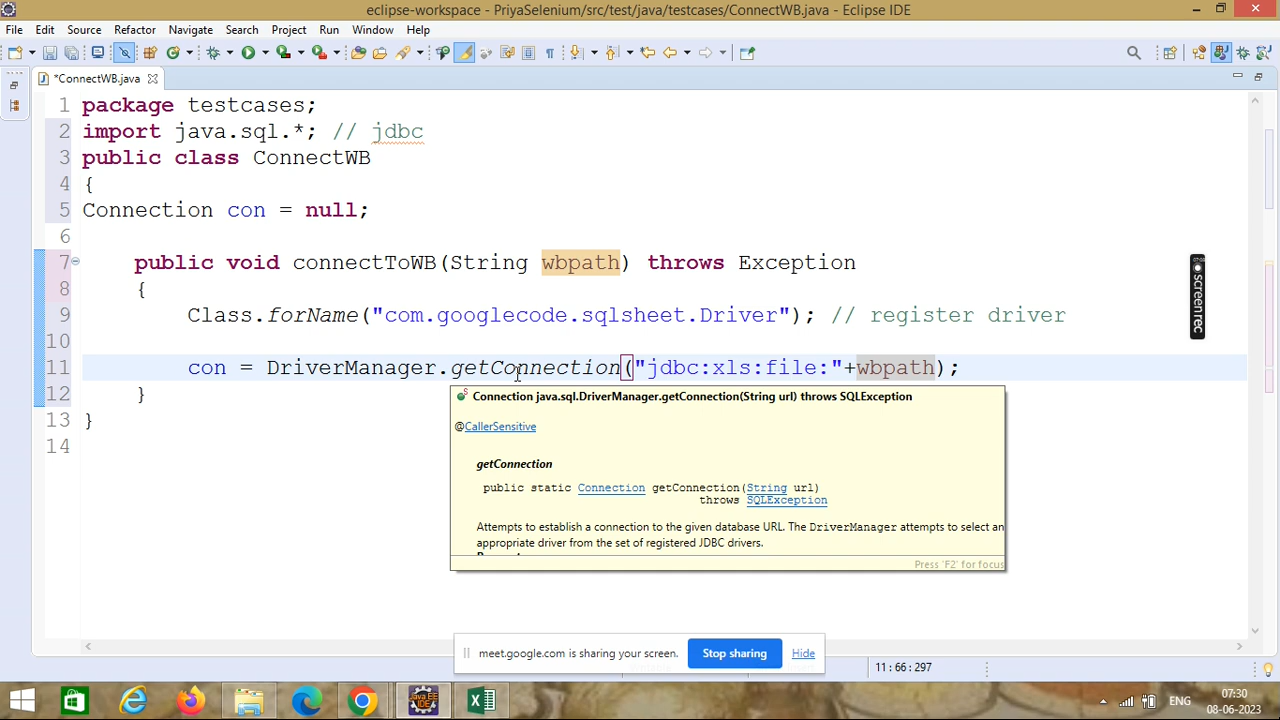 eclipse-workspace - PriyaSelenium/src/test/java/testcases/ConnectWB.java - Eclipse IDE
File Edit Source Refactor Navigate Search Project Run Window Help
*ConnectWB.java
1 package testcases;
2 import java.sql.*; // jdbc
3 public class ConnectWB
4 {
5 Connection con = null;
6
7 public void connectToWB(String wbpath) throws Exception
8 {
9 Class.forName("com.googlecode.sqlsheet.Driver"); // register driver
10
11 con = DriverManager.getConnection("jdbc:xls:file:"+wbpath);
12 }
13 }
14
Connection java.sql.DriverManager.getConnection(String url) throws SQLException
@CallerSensitive
getConnection
public static Connection getConnection(String url)
throws SQLException
Attempts to establish a connection to the given database URL. The DriverManager attempts to select an
appropriate driver from the set of registered JDBC drivers.
Press 'F2' for focus
screen rec
meet.google.com is sharing your screen. Stop sharing Hide
11 : 66 : 297
Java EE
IDE
ENG
07:30
08-06-2023